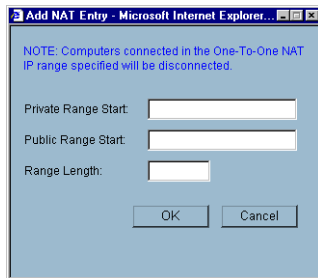 Add NAT Entry - Microsoft Internet Explorer...
NOTE: Computers connected in the One-To-One NAT
IP range specified will be disconnected.
Private Range Start:
Public Range Start:
Range Length:
OK
Cancel